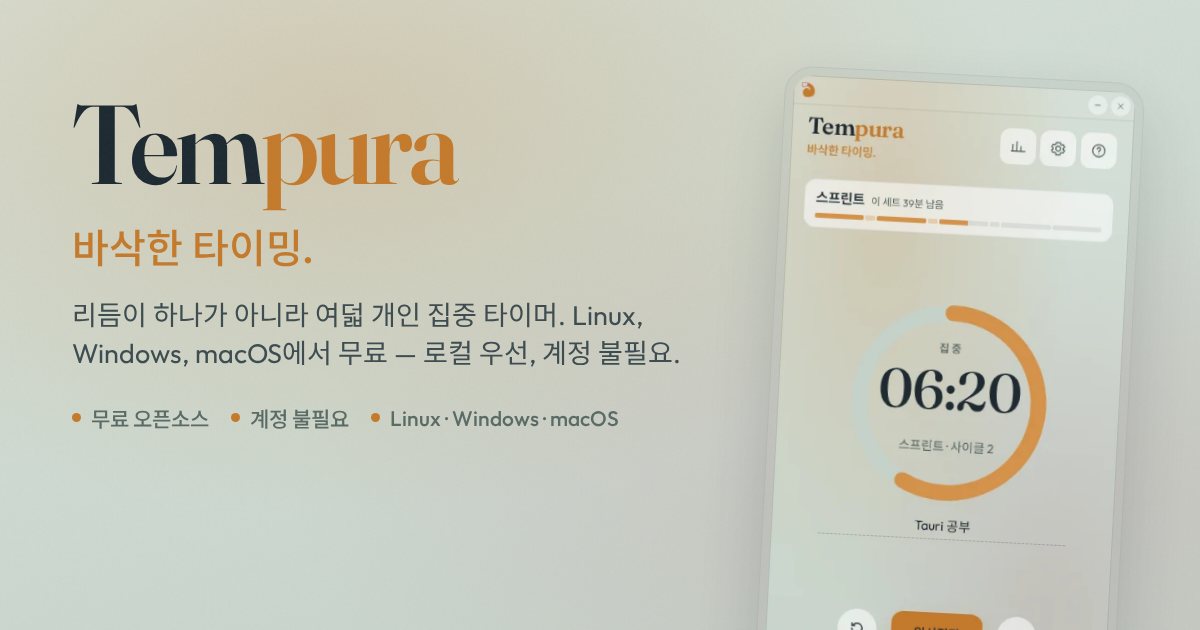 Tempura
바삭한 타이밍.
리듬이 하나가 아니라 여덟 개인 집중 타이머. Linux,
Windows, macOS에서 무료 — 로컬 우선, 계정 불필요.
무료 오픈소스
계정 불필요
Linux · Windows · macOS
Tempura
바삭한 타이밍.
스프린트 이 세트 39분 남음
집중
06:20
스프린트 · 사이클 2
Tauri 공부